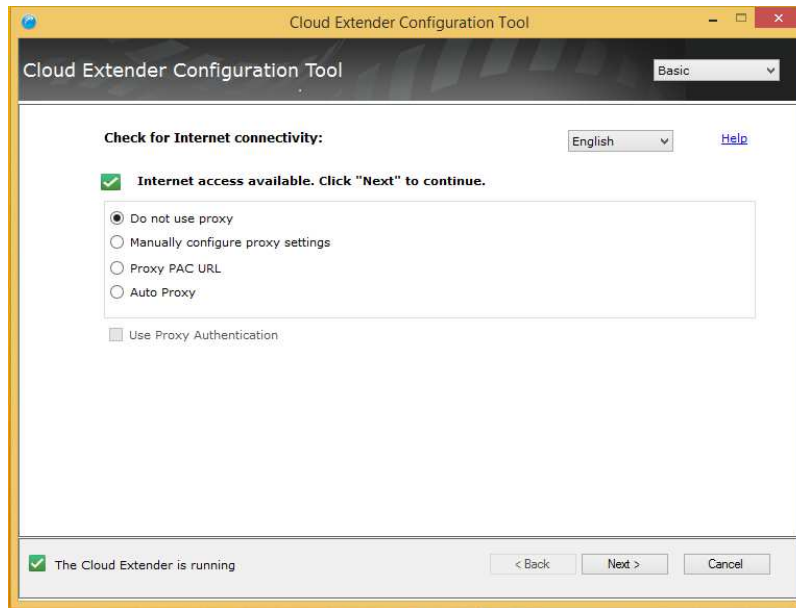 Cloud Extender Configuration Tool
Cloud Extender Configuration Tool
Basic
Check for Internet connectivity:
English
Help
Internet access available. Click "Next" to continue.
Do not use proxy
Manually configure proxy settings
Proxy PAC URL
Auto Proxy
Use Proxy Authentication
The Cloud Extender is running
< Back
Next >
Cancel